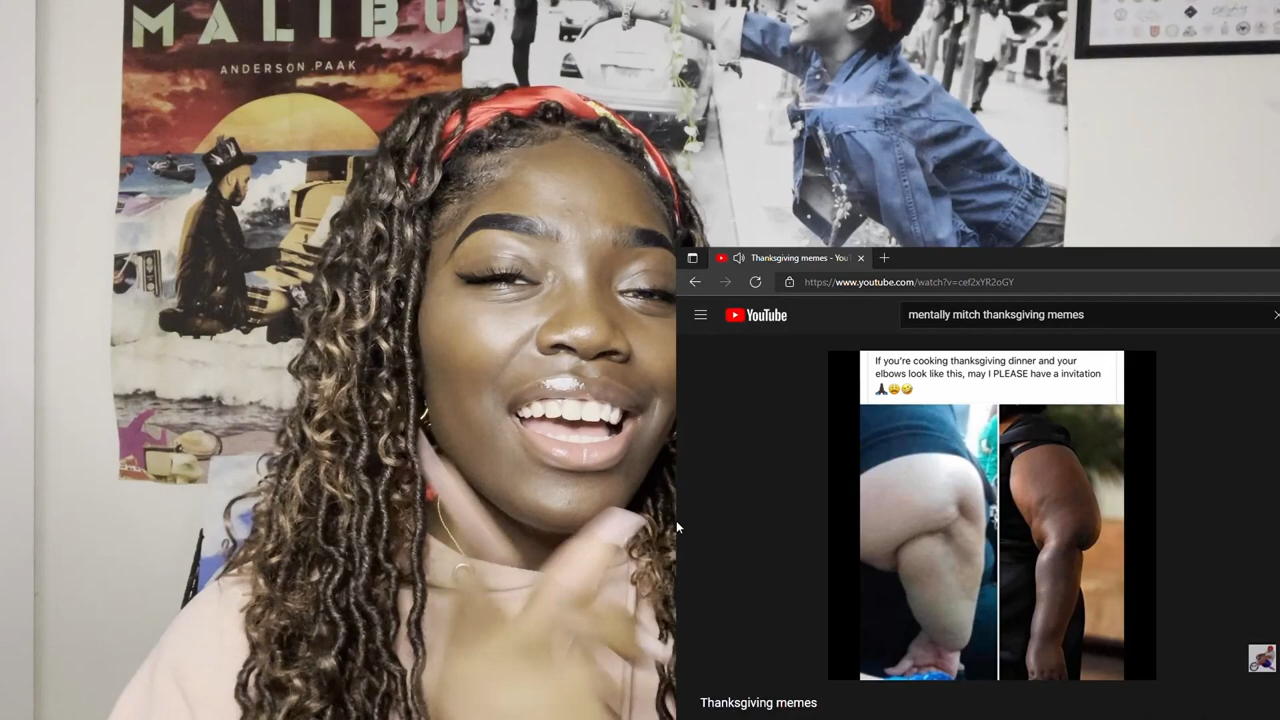 MALIBU
ANDERSON .PAAK
Thanksgiving memes - You
https://www.youtube.com/watch?v=cef2xYR2oGY
YouTube
mentally mitch thanksgiving memes
If you're cooking thanksgiving dinner and your
elbows look like this, may I PLEASE have a invitation
🙏🏿😩🤣
Thanksgiving memes